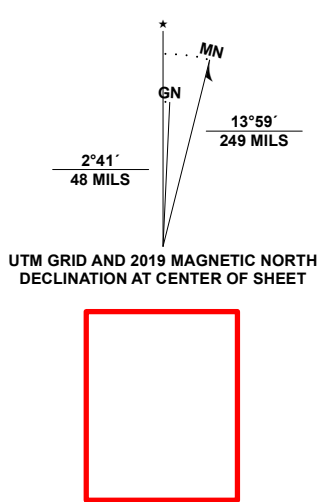 MN
GN
13°59´
249 MILS
2°41´
48 MILS
UTM GRID AND 2019 MAGNETIC NORTH
DECLINATION AT CENTER OF SHEET